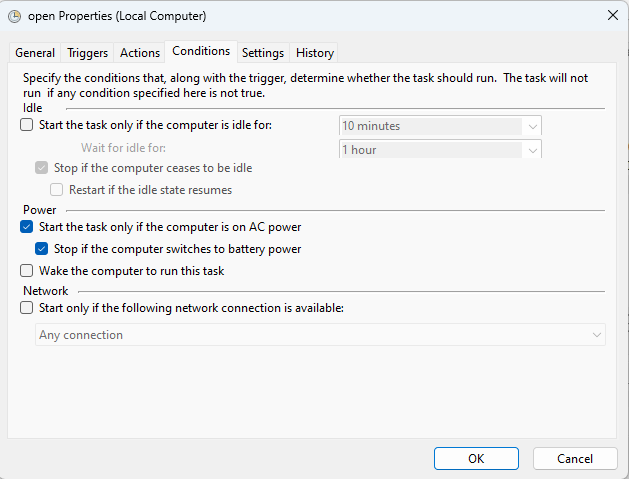 open Properties (Local Computer)
General Triggers Actions Conditions Settings History
Specify the conditions that, along with the trigger, determine whether the task should run. The task will not
run if any condition specified here is not true.
Idle
Start the task only if the computer is idle for: 10 minutes
Wait for idle for: 1 hour
Stop if the computer ceases to be idle
Restart if the idle state resumes
Power
Start the task only if the computer is on AC power
Stop if the computer switches to battery power
Wake the computer to run this task
Network
Start only if the following network connection is available:
Any connection
OK Cancel